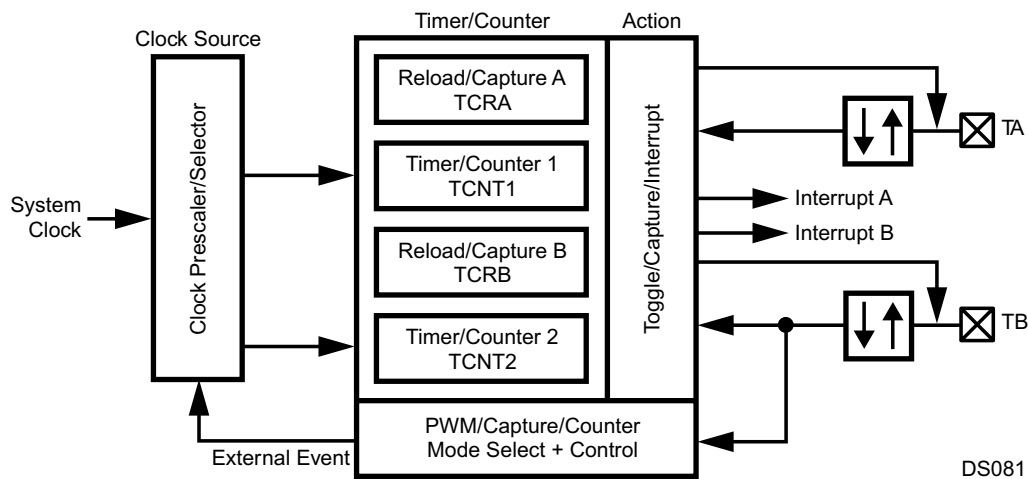 Timer/Counter
Action
Clock Source
Reload/Capture A
TCRA
Timer/Counter 1
TCNT1
Reload/Capture B
TCRB
Timer/Counter 2
TCNT2
Clock Prescaler/Selector
System
Clock
Toggle/Capture/Interrupt
TA
Interrupt A
Interrupt B
TB
PWM/Capture/Counter
Mode Select + Control
External Event
DS081